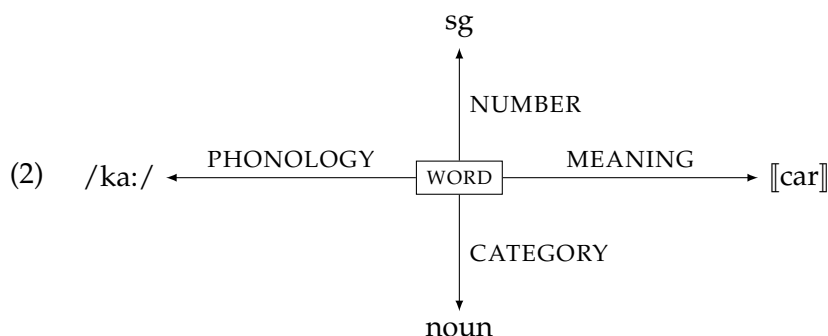 sg
NUMBER
(2) /ka:/ PHONOLOGY WORD MEANING ⟦car⟧
CATEGORY
noun